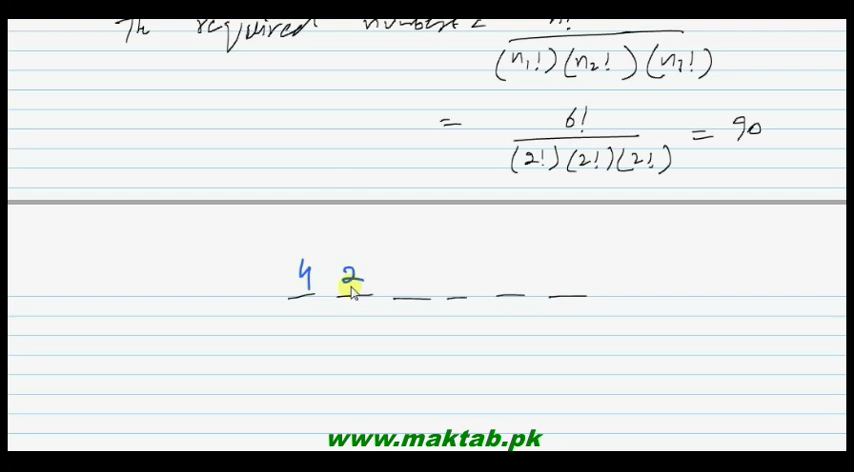 The required number = n!
(n₁!) (n₂!) (n₃!)
= 6! / (2!) (2!) (2!) = 90
4 2 _ _ _ _
www.maktab.pk